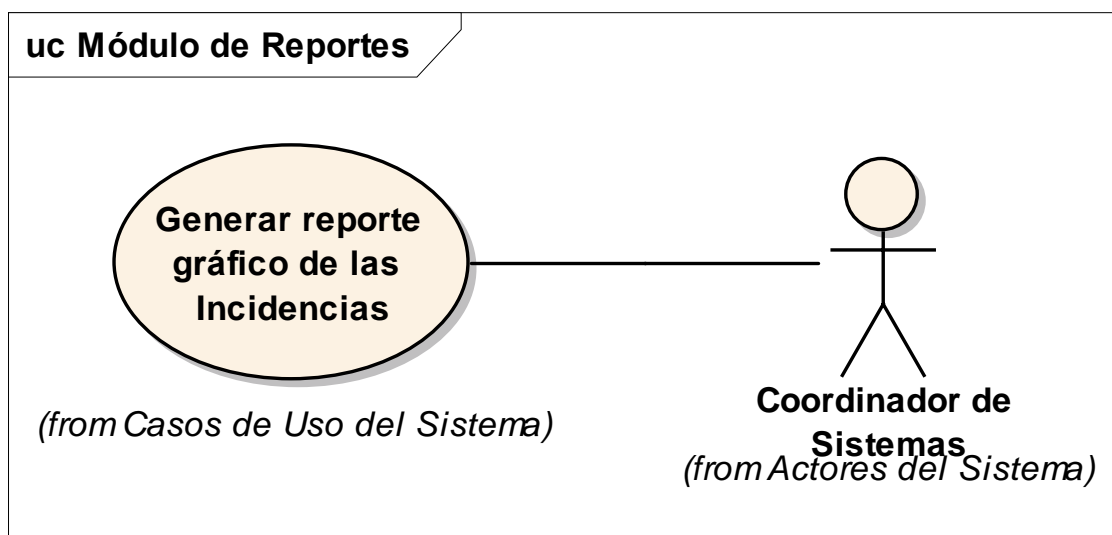 uc Módulo de Reportes
Generar reporte
gráfico de las
Incidencias
(from Casos de Uso del Sistema)
Coordinador de
Sistemas
(from Actores del Sistema)